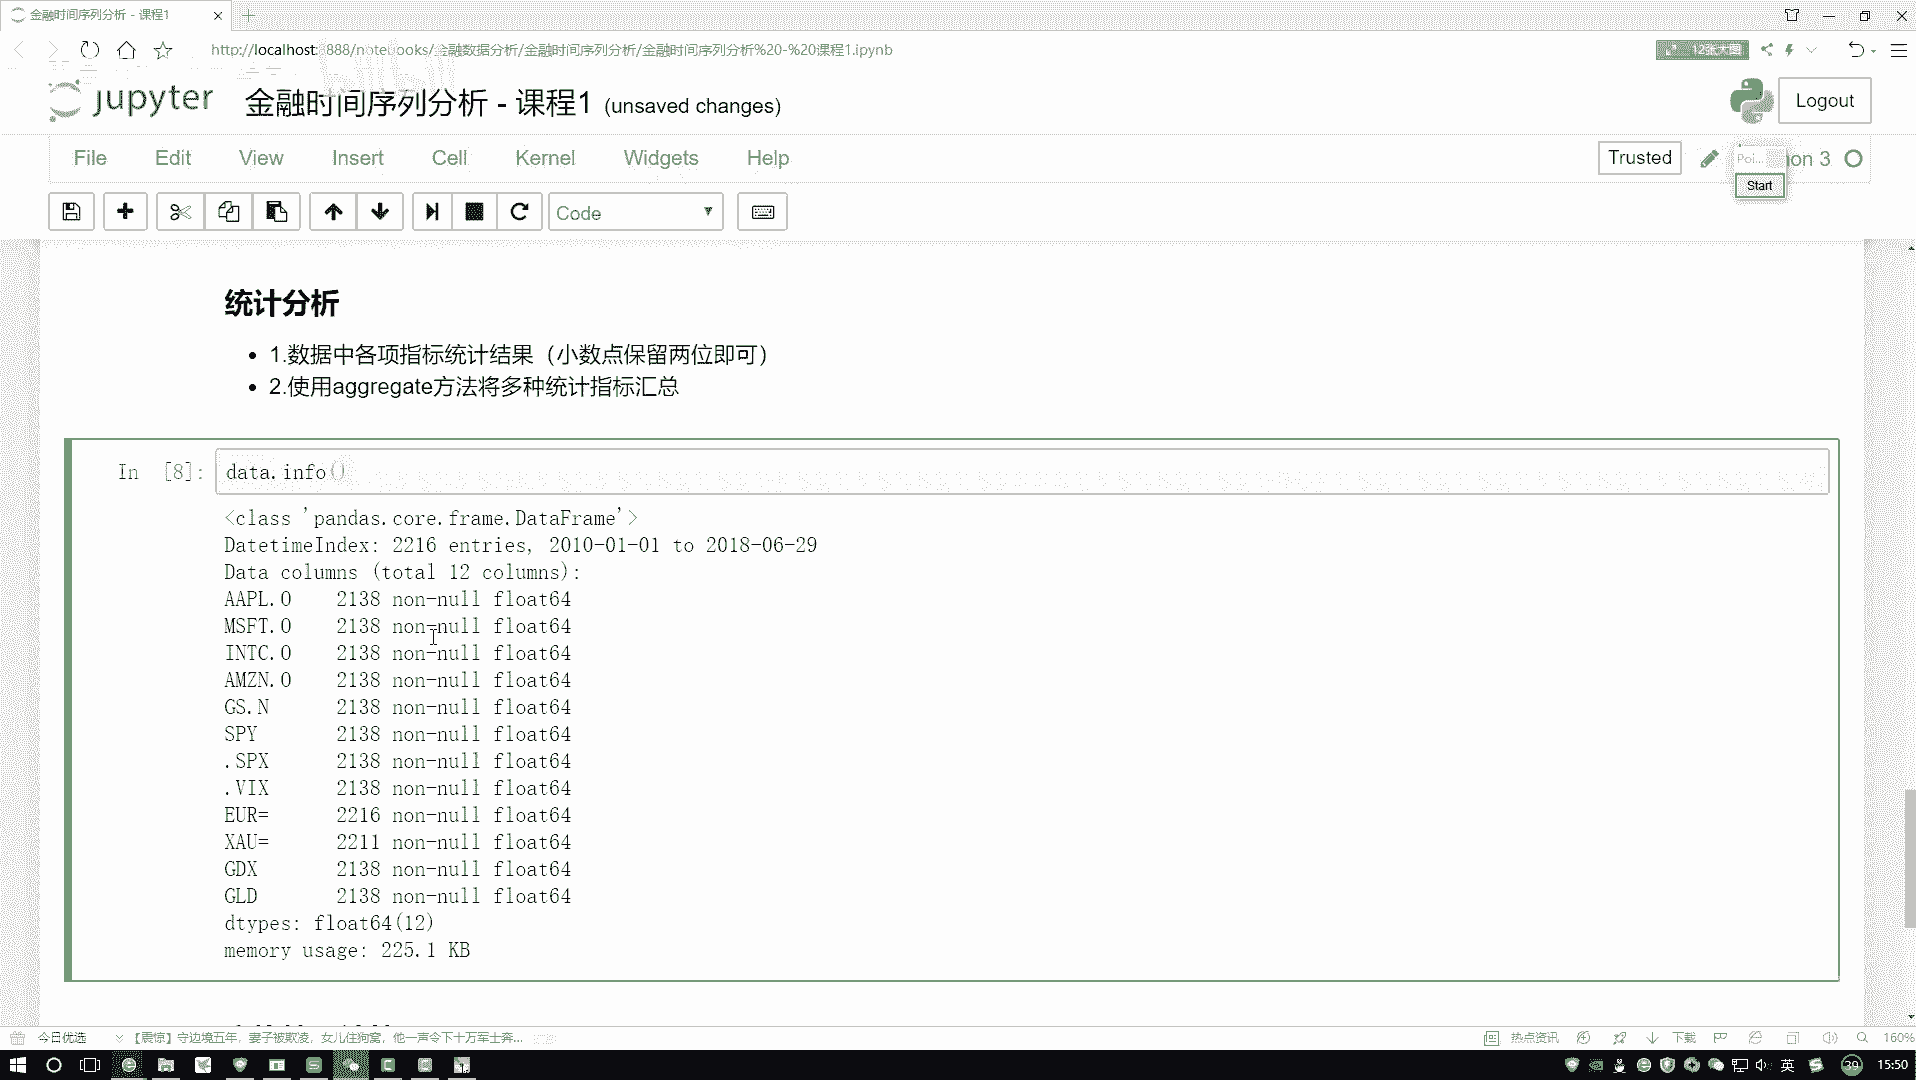 金融时间序列分析 - 课程1
http://localhost:8888/notebooks/金融数据分析/金融时间序列分析/金融时间序列分析%20-%20课程1.ipynb
12张大图
jupyter 金融时间序列分析 - 课程1 (unsaved changes)
Logout
File Edit View Insert Cell Kernel Widgets Help
Trusted
Poi... on 3
Start
Code
统计分析
1.数据中各项指标统计结果（小数点保留两位即可）
2.使用aggregate方法将多种统计指标汇总
In [8]: data.info()
<class 'pandas.core.frame.DataFrame'>
DatetimeIndex: 2216 entries, 2010-01-01 to 2018-06-29
Data columns (total 12 columns):
AAPL.O 2138 non-null float64
MSFT.O 2138 non-null float64
INTC.O 2138 non-null float64
AMZN.O 2138 non-null float64
GS.N 2138 non-null float64
SPY 2138 non-null float64
.SPX 2138 non-null float64
.VIX 2138 non-null float64
EUR= 2216 non-null float64
XAU= 2211 non-null float64
GDX 2138 non-null float64
GLD 2138 non-null float64
dtypes: float64(12)
memory usage: 225.1 KB
今日优选
【震惊】守边境五年，妻子被欺凌，女儿住狗窝，他一声令下十万军士奔...
热点资讯
下载
160%
英
39
15:50